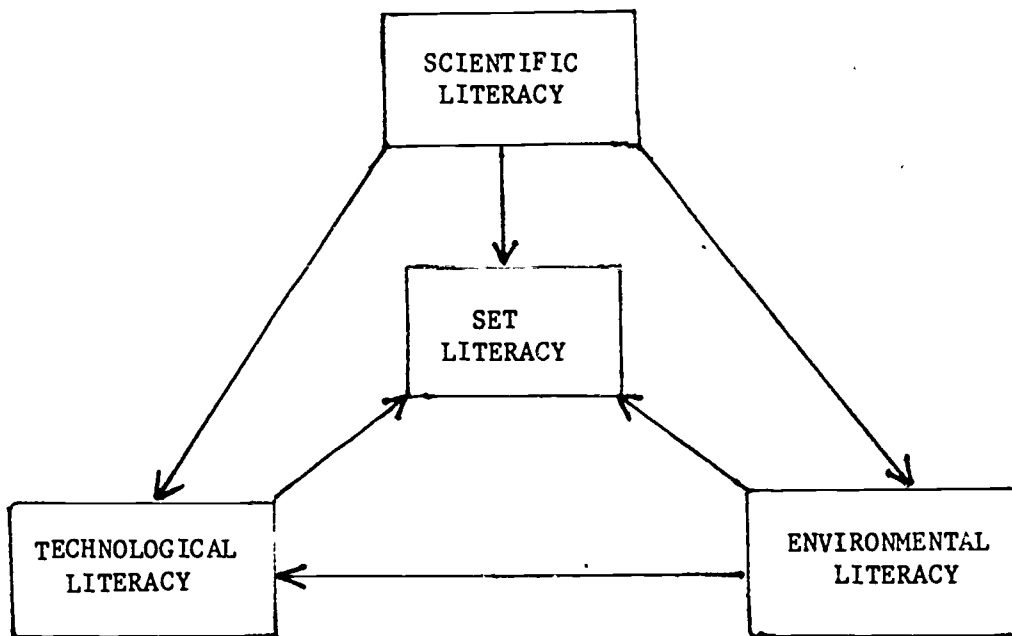 SCIENTIFIC
LITERACY
SET
LITERACY
TECHNOLOGICAL
LITERACY
ENVIRONMENTAL
LITERACY